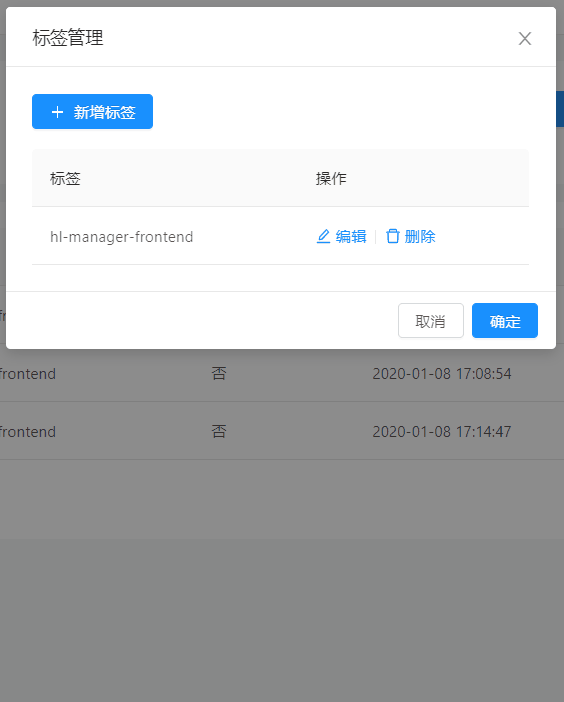 标签管理
新增标签
标签 操作
hl-manager-frontend 编辑 删除
取消 确定
frontend 否 2020-01-08 17:08:54
frontend 否 2020-01-08 17:14:47